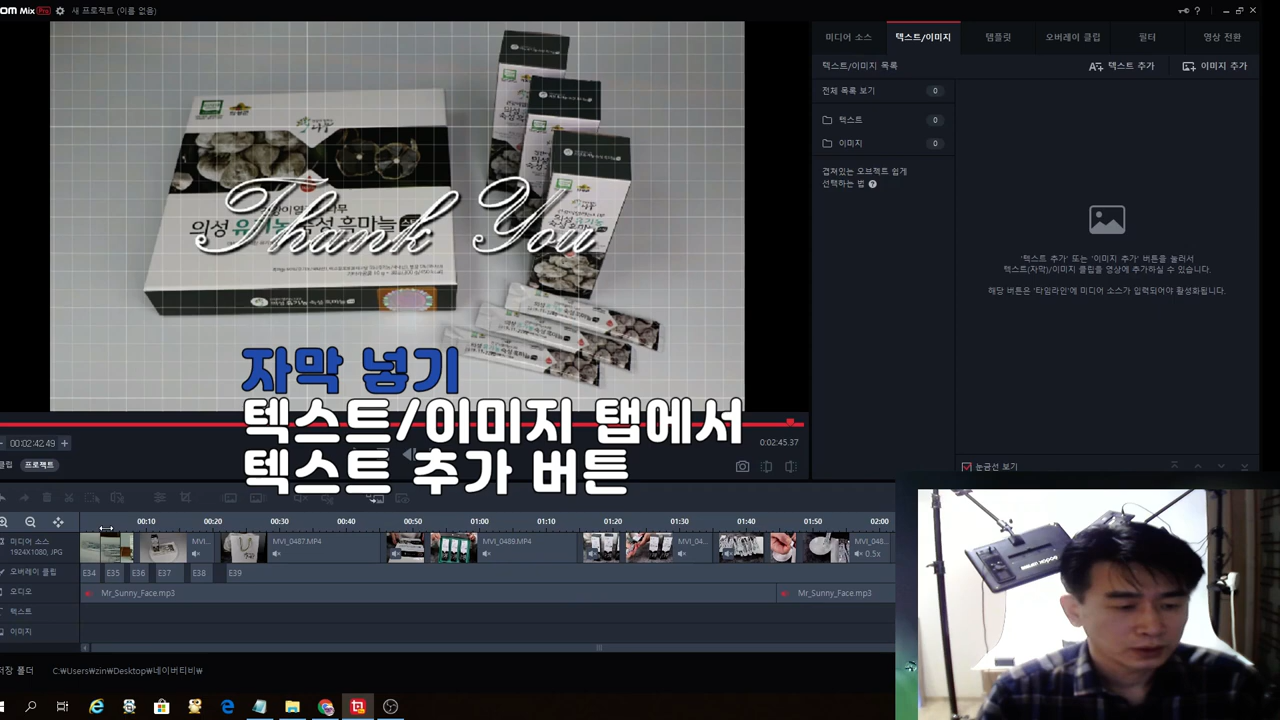 OM Mix Pro 새 프로젝트 (이름 없음)
미디어 소스 텍스트/이미지 템플릿 오버레이 클립 필터 영상 전환
텍스트/이미지 목록 텍스트 추가 이미지 추가
전체 목록 보기 0
텍스트 0
이미지 0
겹쳐있는 오브젝트 쉽게
선택하는 법 ?
'텍스트 추가' 또는 '이미지 추가' 버튼을 눌러서
텍스트(자막)/이미지 클립을 영상에 추가하실 수 있습니다.
해당 버튼은 '타임라인'에 미디어 소스가 입력되어야 활성화됩니다.
눈금선 보기
의성 유기농 숙성 흑마늘
Thank You
자막 넣기
텍스트/이미지 탭에서
텍스트 추가 버튼
00:02:42.49
0:02:45.37
클립 프로젝트
00:10 00:20 00:30 00:40 00:50 01:00 01:10 01:20 01:30 01:40 01:50 02:00
미디어 소스
1924X1080, JPG
MVI... MVI_0487.MP4 MVI_0489.MP4 MVI_04... MVI_04... MVI_048...
0.5x
오버레이 클립 E34 E35 E36 E37 E38 E39
오디오 Mr_Sunny_Face.mp3 Mr_Sunny_Face.mp3
텍스트
이미지
저장 폴더 C:₩Users₩zin₩Desktop₩네이버티비₩